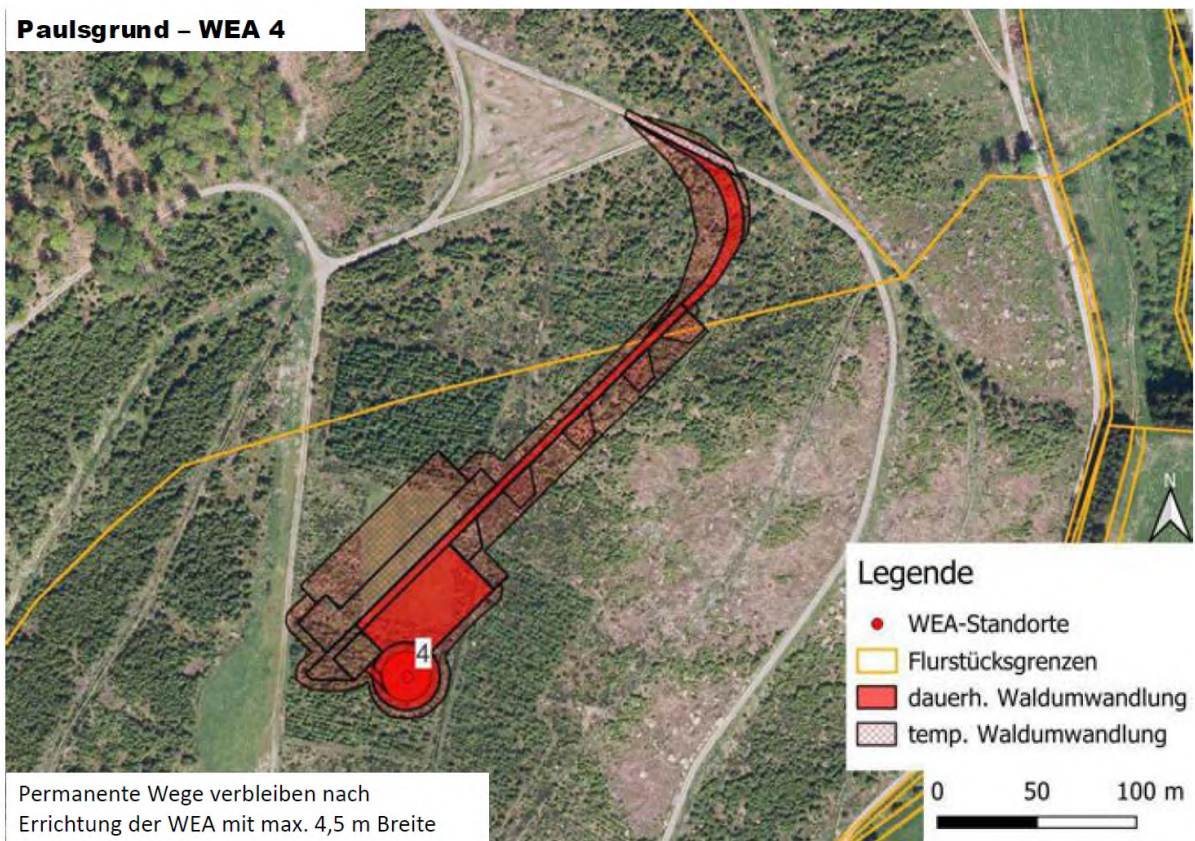 Paulsgrund – WEA 4
4
N
Legende
WEA-Standorte
Flurstücksgrenzen
dauerh. Waldumwandlung
temp. Waldumwandlung
0 50 100 m
Permanente Wege verbleiben nach
Errichtung der WEA mit max. 4,5 m Breite